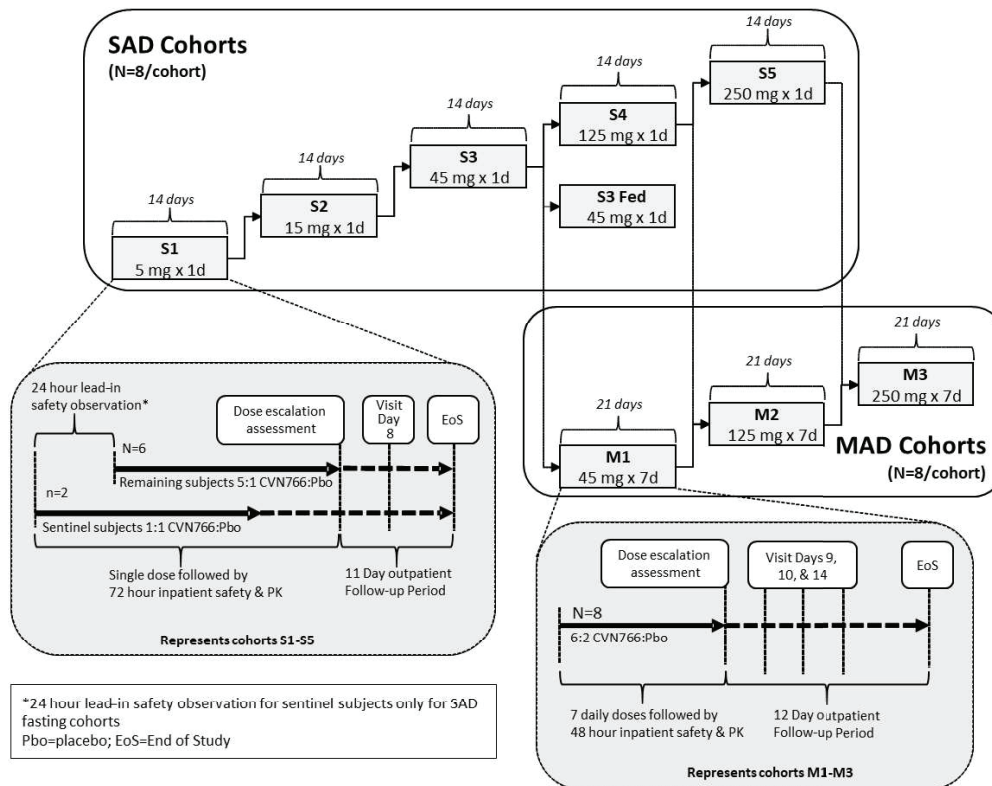 SAD Cohorts
(N=8/cohort)
14 days
S1
5 mg x 1d
14 days
S2
15 mg x 1d
14 days
S3
45 mg x 1d
14 days
S4
125 mg x 1d
S3 Fed
45 mg x 1d
14 days
S5
250 mg x 1d
21 days
M1
45 mg x 7d
21 days
M2
125 mg x 7d
21 days
M3
250 mg x 7d
MAD Cohorts
(N=8/cohort)
24 hour lead-in
safety observation*
Dose escalation
assessment
Visit
Day
8
EoS
N=6
Remaining subjects 5:1 CVN766:Pbo
n=2
Sentinel subjects 1:1 CVN766:Pbo
Single dose followed by
72 hour inpatient safety & PK
11 Day outpatient
Follow-up Period
Represents cohorts S1-S5
Dose escalation
assessment
Visit Days 9,
10, & 14
EoS
N=8
6:2 CVN766:Pbo
7 daily doses followed by
48 hour inpatient safety & PK
12 Day outpatient
Follow-up Period
Represents cohorts M1-M3
*24 hour lead-in safety observation for sentinel subjects only for SAD
fasting cohorts
Pbo=placebo; EoS=End of Study